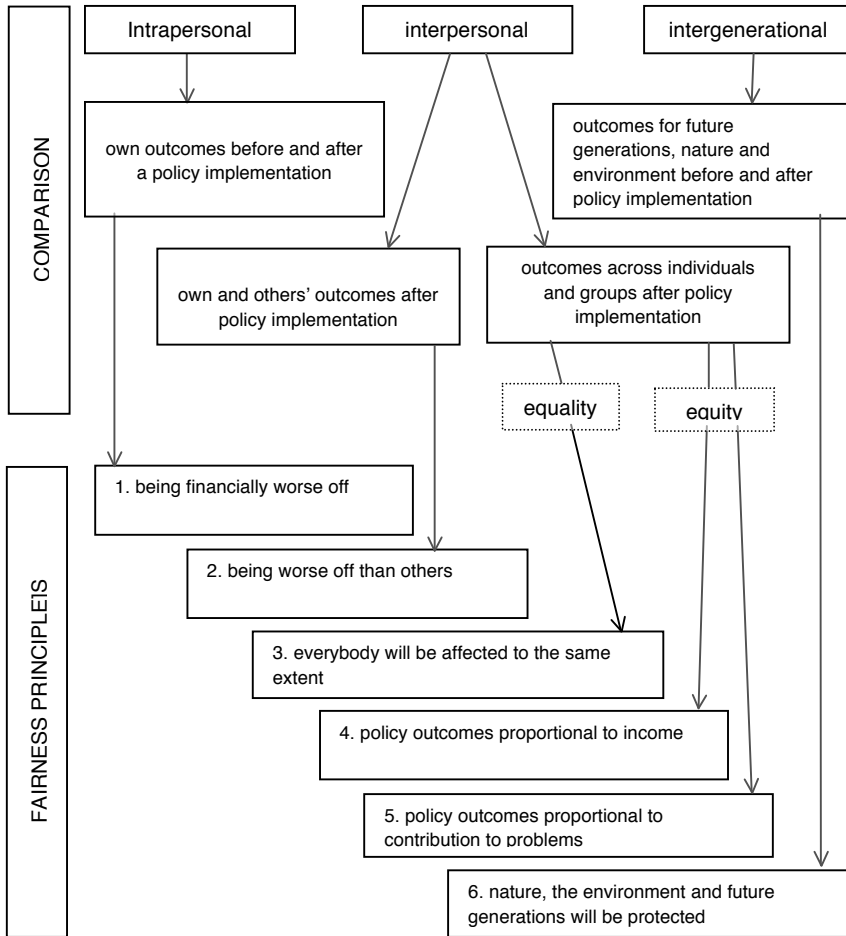 Intrapersonal
interpersonal
intergenerational
COMPARISON
own outcomes before and after
a policy implementation
outcomes for future
generations, nature and
environment before and after
policy implementation
own and others' outcomes after
policy implementation
outcomes across individuals
and groups after policy
implementation
equality
equity
FAIRNESS PRINCIPLE]S
1. being financially worse off
2. being worse off than others
3. everybody will be affected to the same
extent
4. policy outcomes proportional to income
5. policy outcomes proportional to
contribution to problems
6. nature, the environment and future
generations will be protected